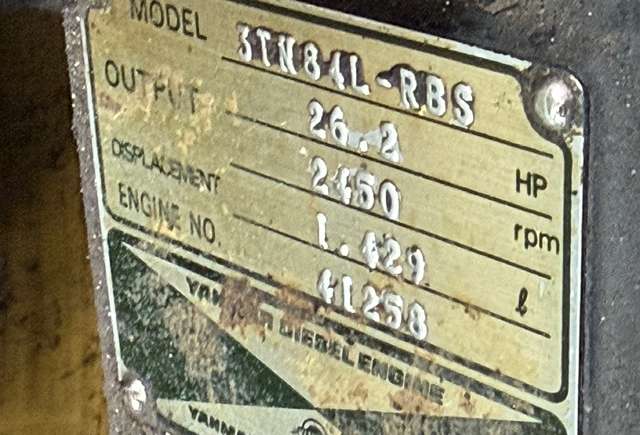 MODEL 3TN84L-RBS
OUTPUT 26.2 HP
2450 rpm
DISPLACEMENT 1.429 ℓ
ENGINE NO. 41258
DIESEL ENGINE